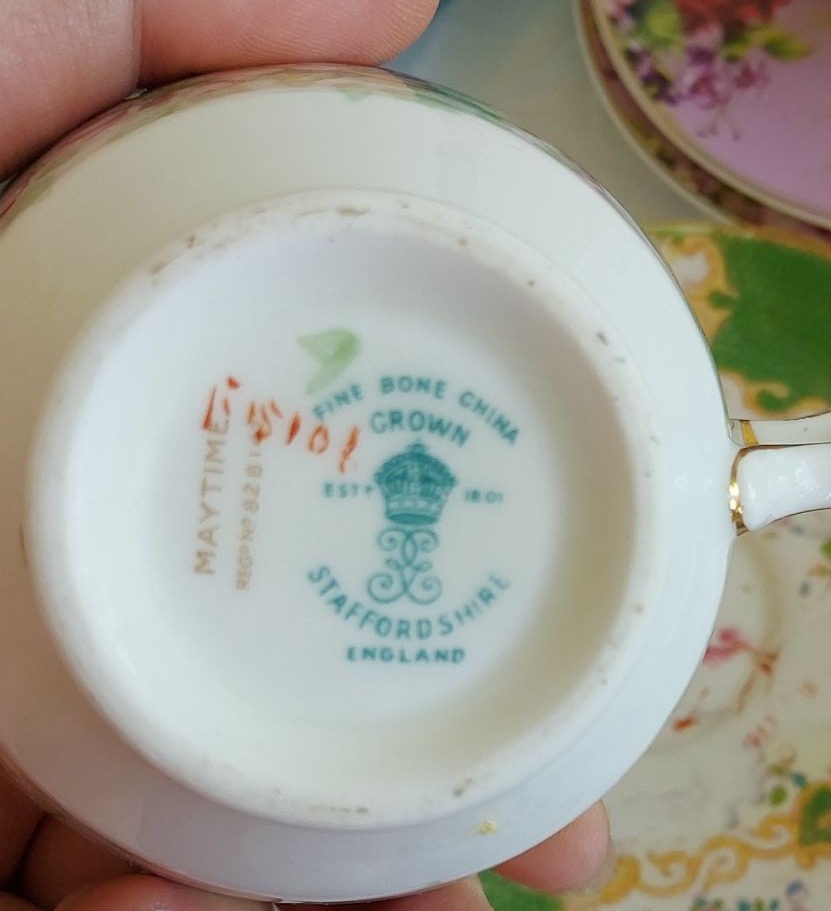 FINE BONE CHINA
CROWN
ESTD 1801
STAFFORDSHIRE
ENGLAND
MAYTIME
REGD NO